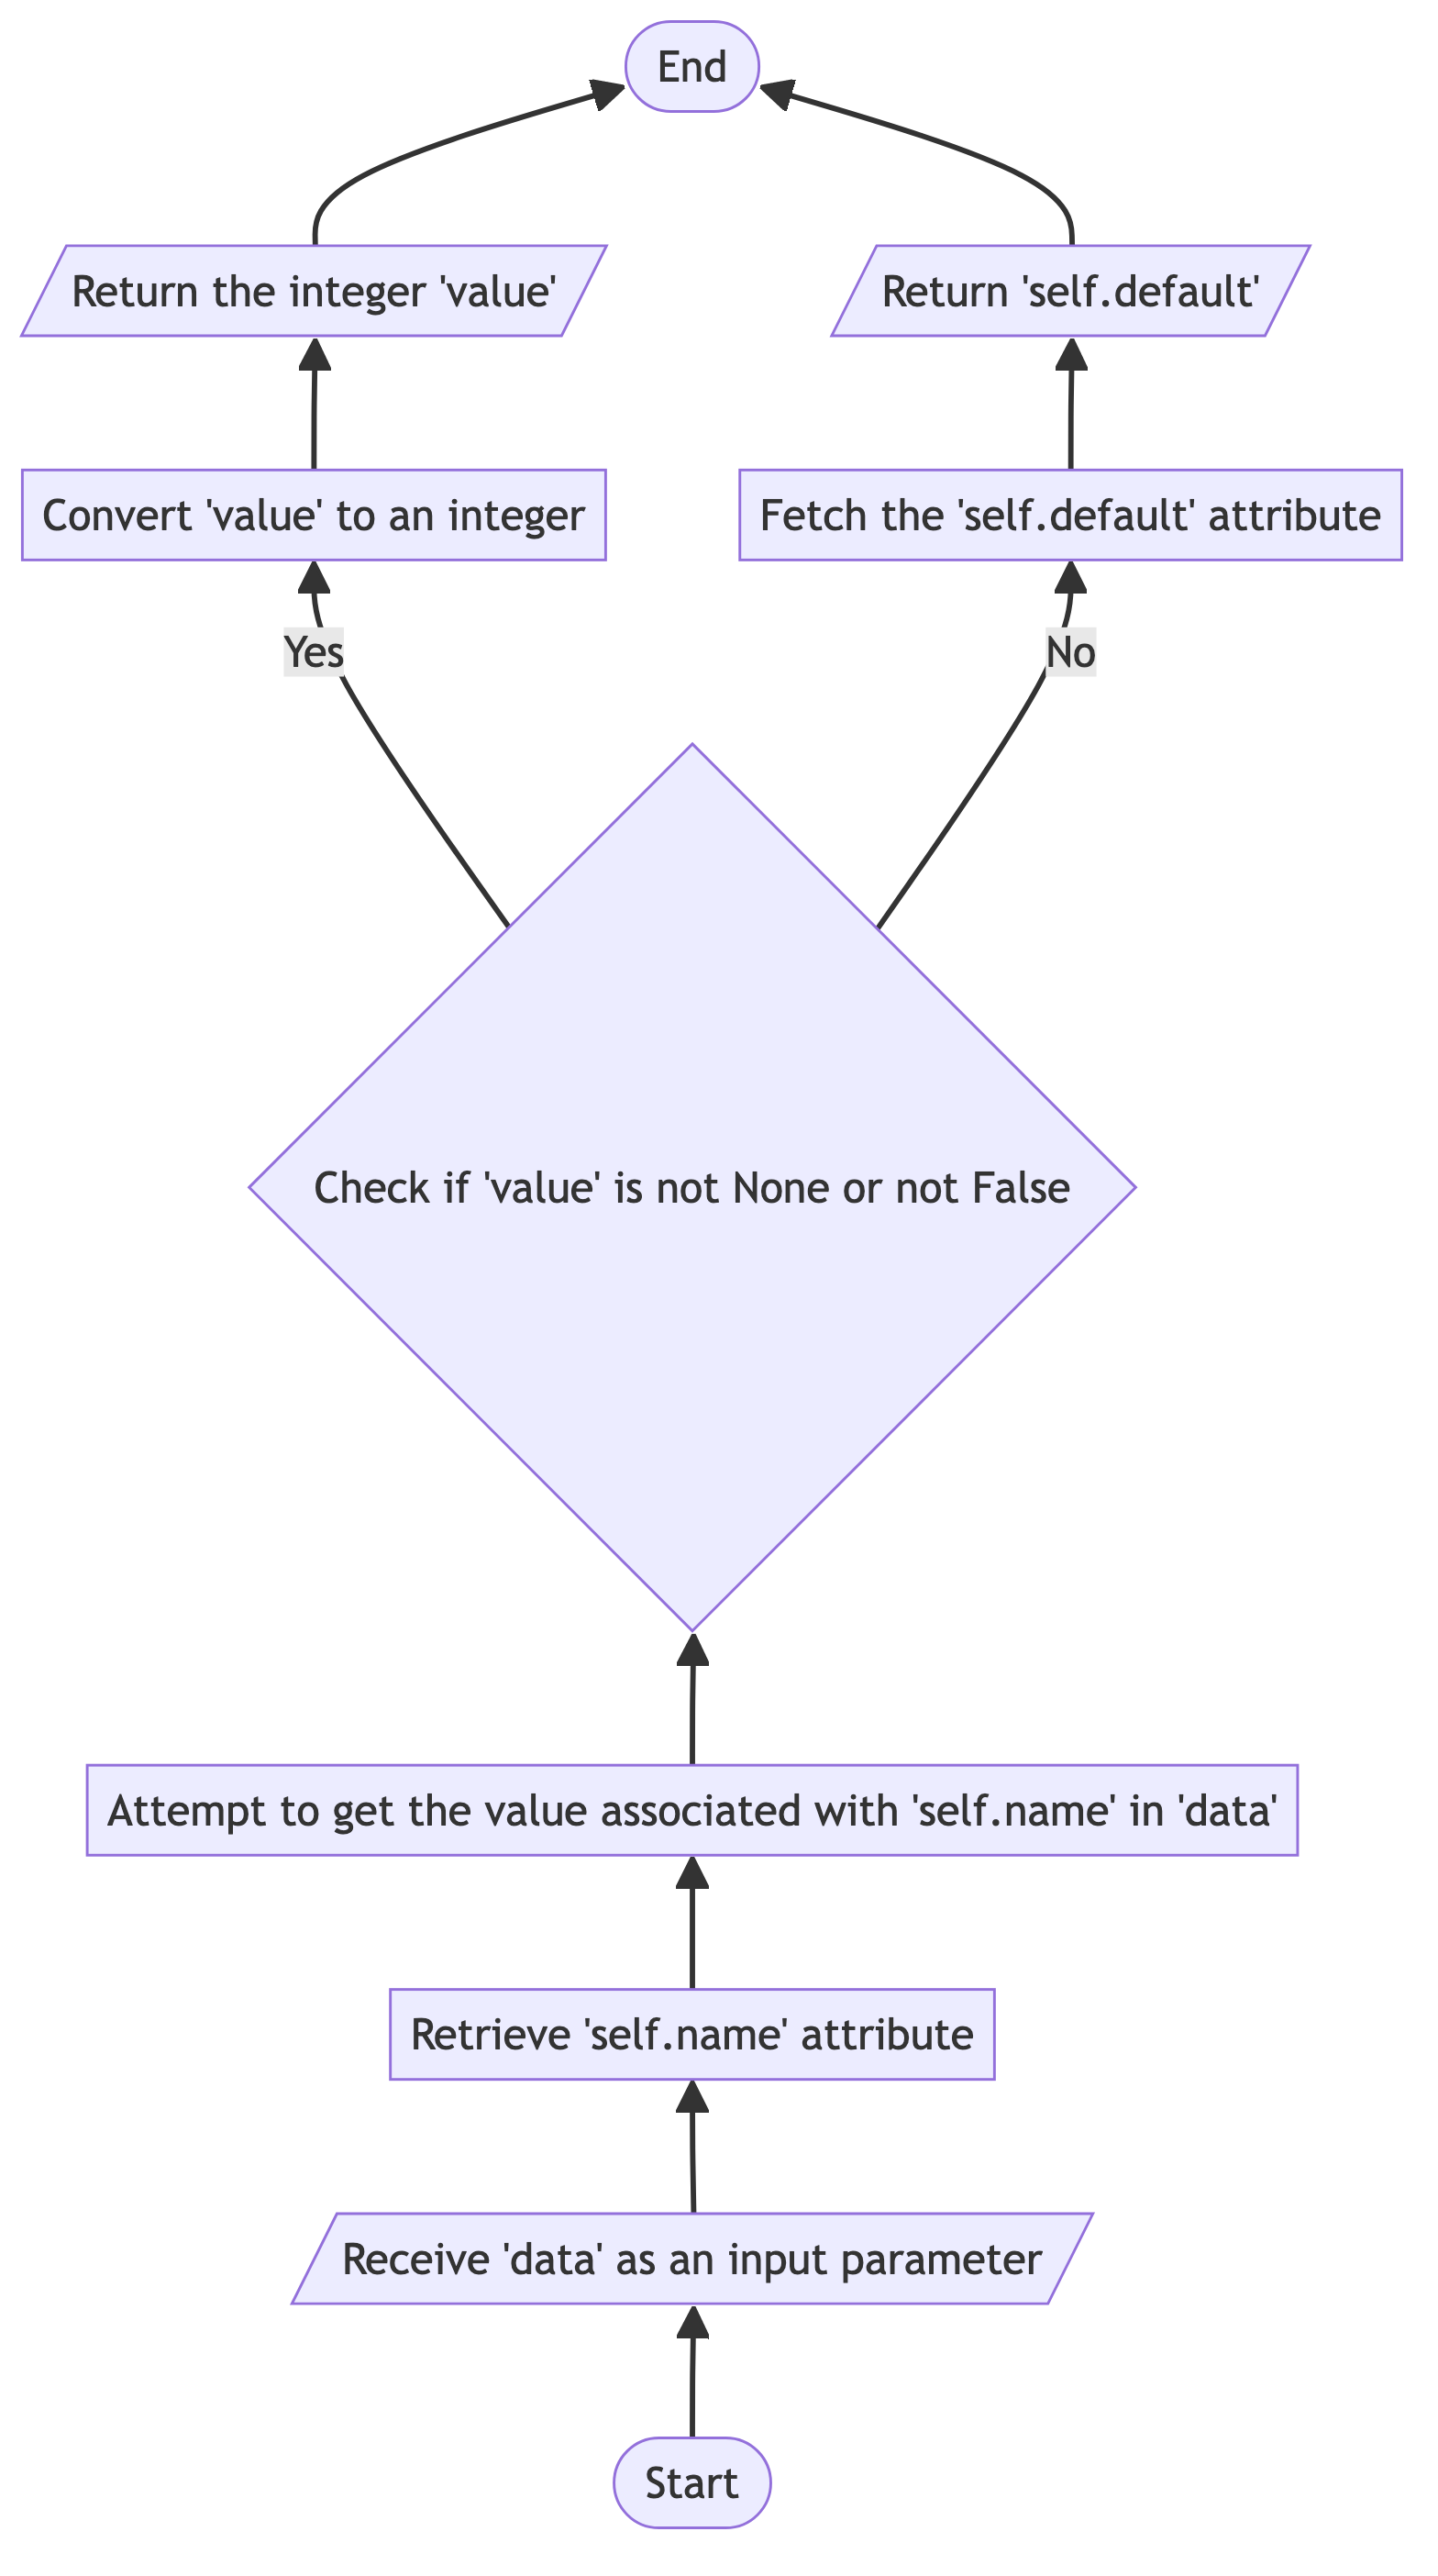 End
Return the integer 'value'
Return 'self.default'
Convert 'value' to an integer
Fetch the 'self.default' attribute
Yes
No
Check if 'value' is not None or not False
Attempt to get the value associated with 'self.name' in 'data'
Retrieve 'self.name' attribute
Receive 'data' as an input parameter
Start